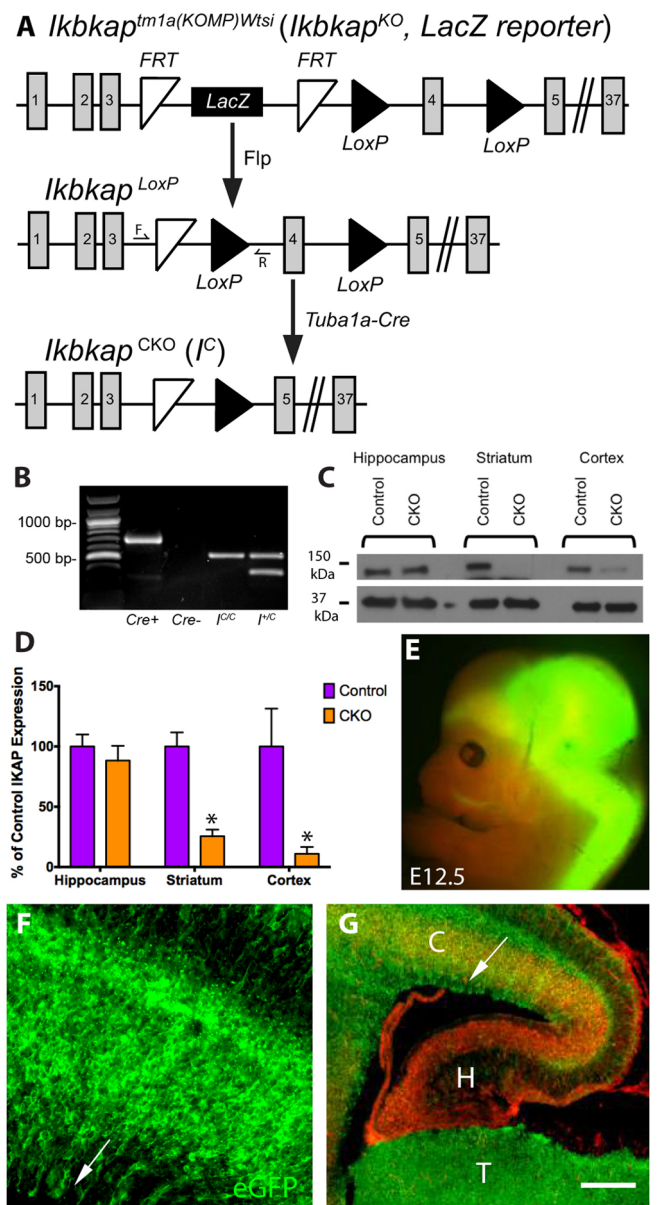 A Ikbkap^tm1a(KOMP)Wtsi (Ikbkap^KO, LacZ reporter)
FRT FRT
1 2 3 LacZ 4 5 37
LoxP LoxP
Flp
Ikbkap^LoxP
1 2 3 F R 4 5 37
LoxP LoxP
Tuba1a-Cre
Ikbkap^CKO (I^C)
1 2 3 5 37
B
1000 bp-
500 bp-
Cre+ Cre- I^C/C I^+/C
C
Hippocampus Striatum Cortex
Control CKO Control CKO Control CKO
150 kDa
37 kDa
D
% of Control IKAP Expression
150
100
50
0
Control
CKO
* *
Hippocampus Striatum Cortex
E
E12.5
F
eGFP
G
C
H
T